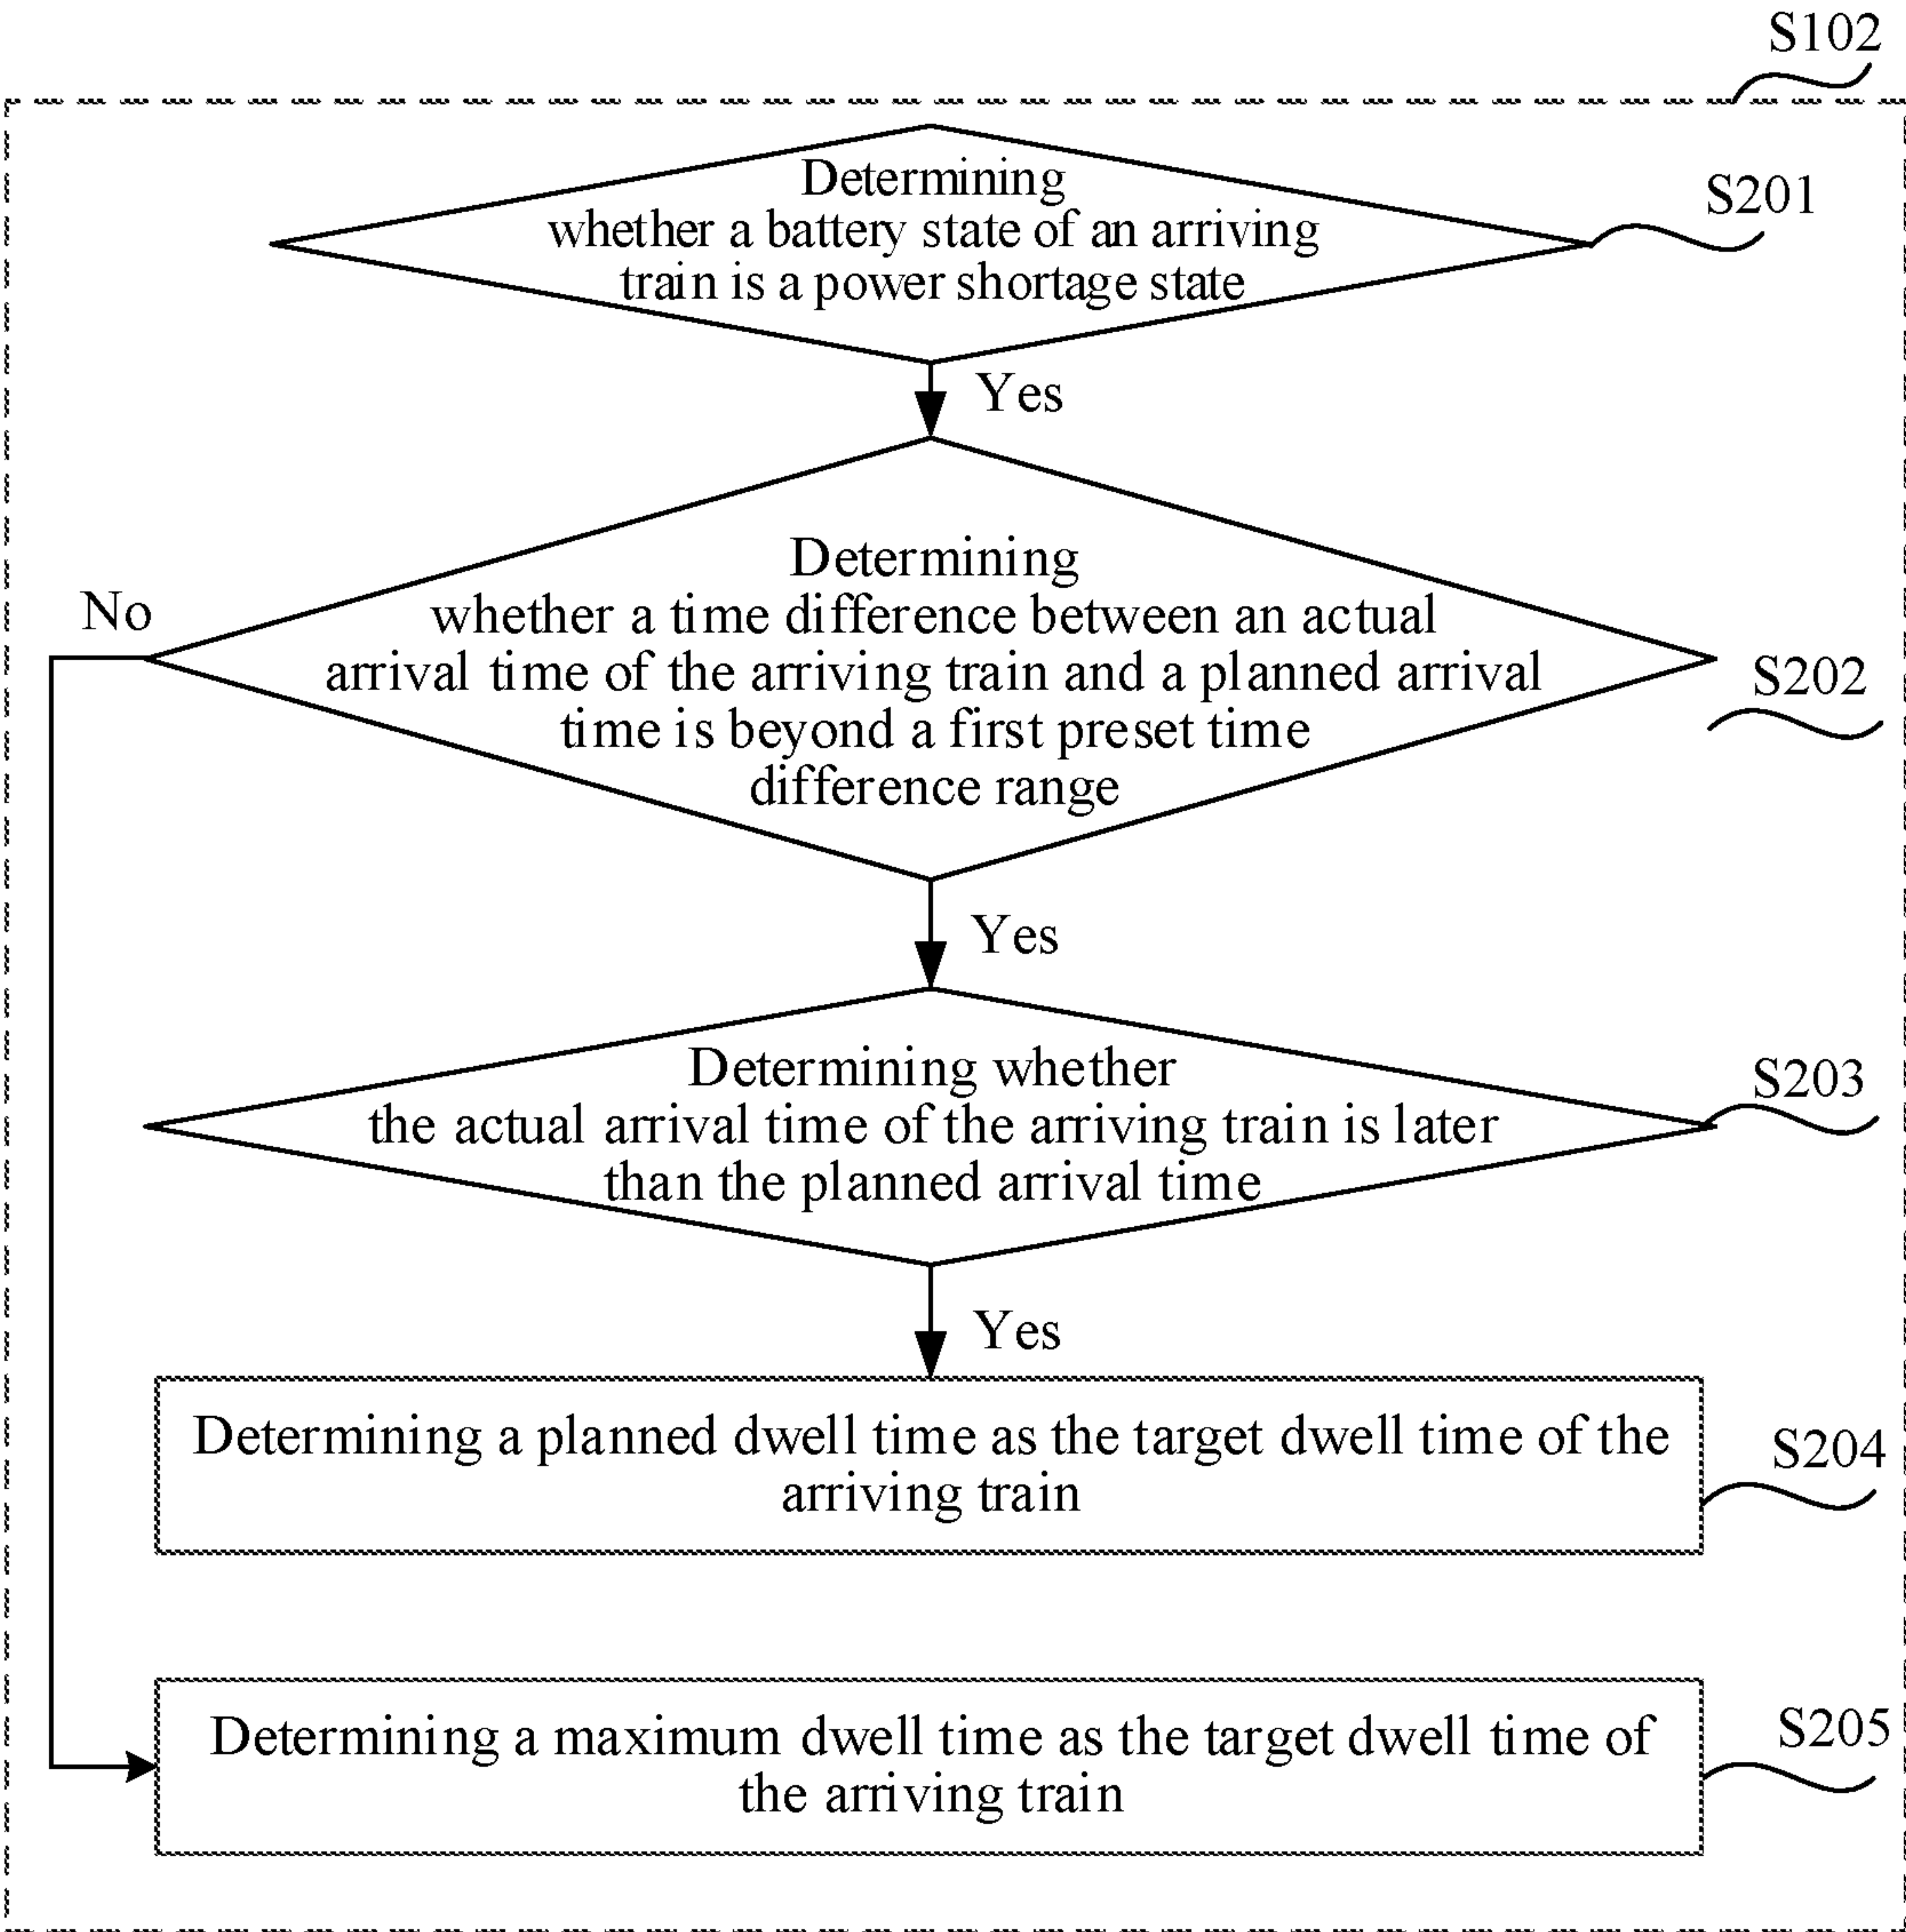 S102
Determining
whether a battery state of an arriving
train is a power shortage state
S201
Yes
Determining
whether a time difference between an actual
arrival time of the arriving train and a planned arrival
time is beyond a first preset time
difference range
No
S202
Yes
Determining whether
the actual arrival time of the arriving train is later
than the planned arrival time
S203
Yes
Determining a planned dwell time as the target dwell time of the
arriving train
S204
Determining a maximum dwell time as the target dwell time of
the arriving train
S205